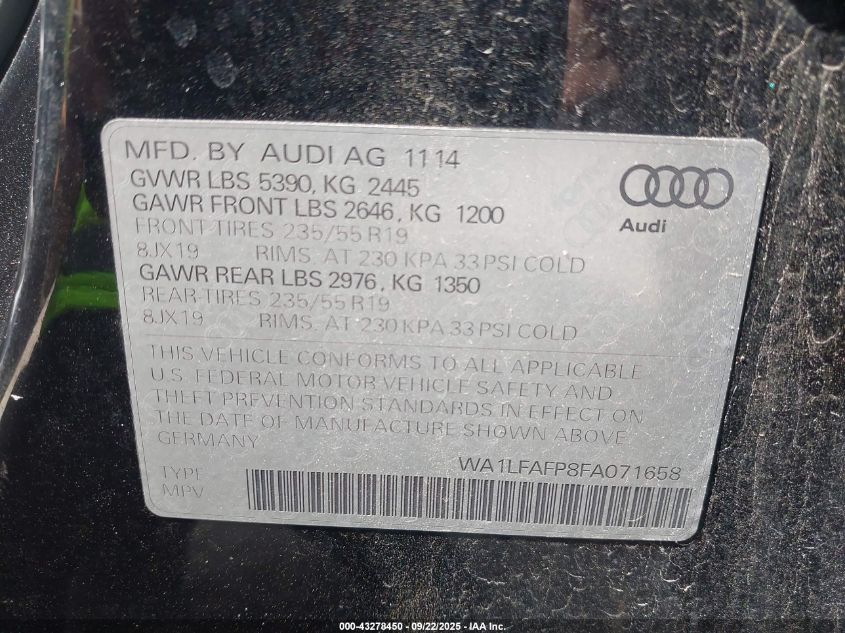 MFD. BY AUDI AG 1114
GVWR LBS 5390, KG 2445
GAWR FRONT LBS 2646, KG 1200
FRONT-TIRES 235/55 R19
8JX19 RIMS. AT 230 KPA 33 PSI COLD
GAWR REAR LBS 2976, KG 1350
REAR-TIRES 235/55 R19
8JX19 RIMS. AT 230 KPA 33 PSI COLD
Audi
THIS VEHICLE CONFORMS TO ALL APPLICABLE
U.S. FEDERAL MOTOR VEHICLE SAFETY AND
THEFT PREVENTION STANDARDS IN EFFECT ON
THE DATE OF MANUFACTURE SHOWN ABOVE
GERMANY
WA1LFAFP8FA071658
TYPE
MPV
000-43278450 - 09/22/2025 - IAA, Inc.